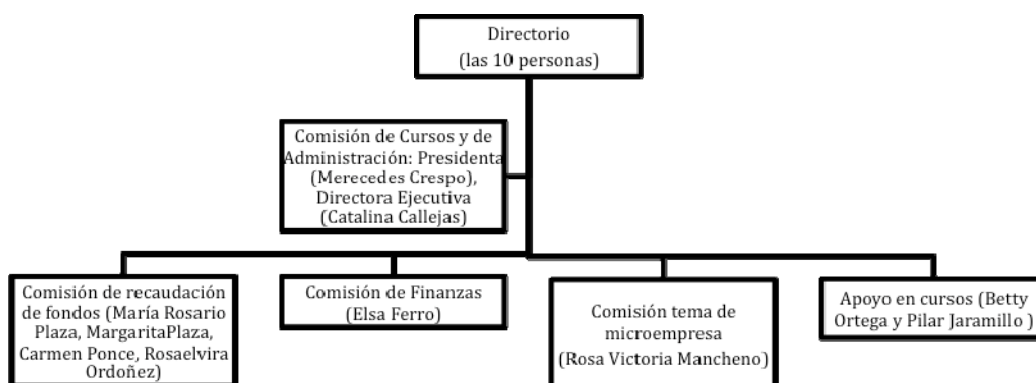 Directorio
(las 10 personas)
Comisión de Cursos y de
Administración: Presidenta
(Merecedes Crespo),
Directora Ejecutiva
(Catalina Callejas)
Comisión de recaudación
de fondos (María Rosario
Plaza, MargaritaPlaza,
Carmen Ponce, Rosaelvira
Ordoñez)
Comisión de Finanzas
(Elsa Ferro)
Comisión tema de
microempresa
(Rosa Victoria Mancheno)
Apoyo en cursos (Betty
Ortega y Pilar Jaramillo )